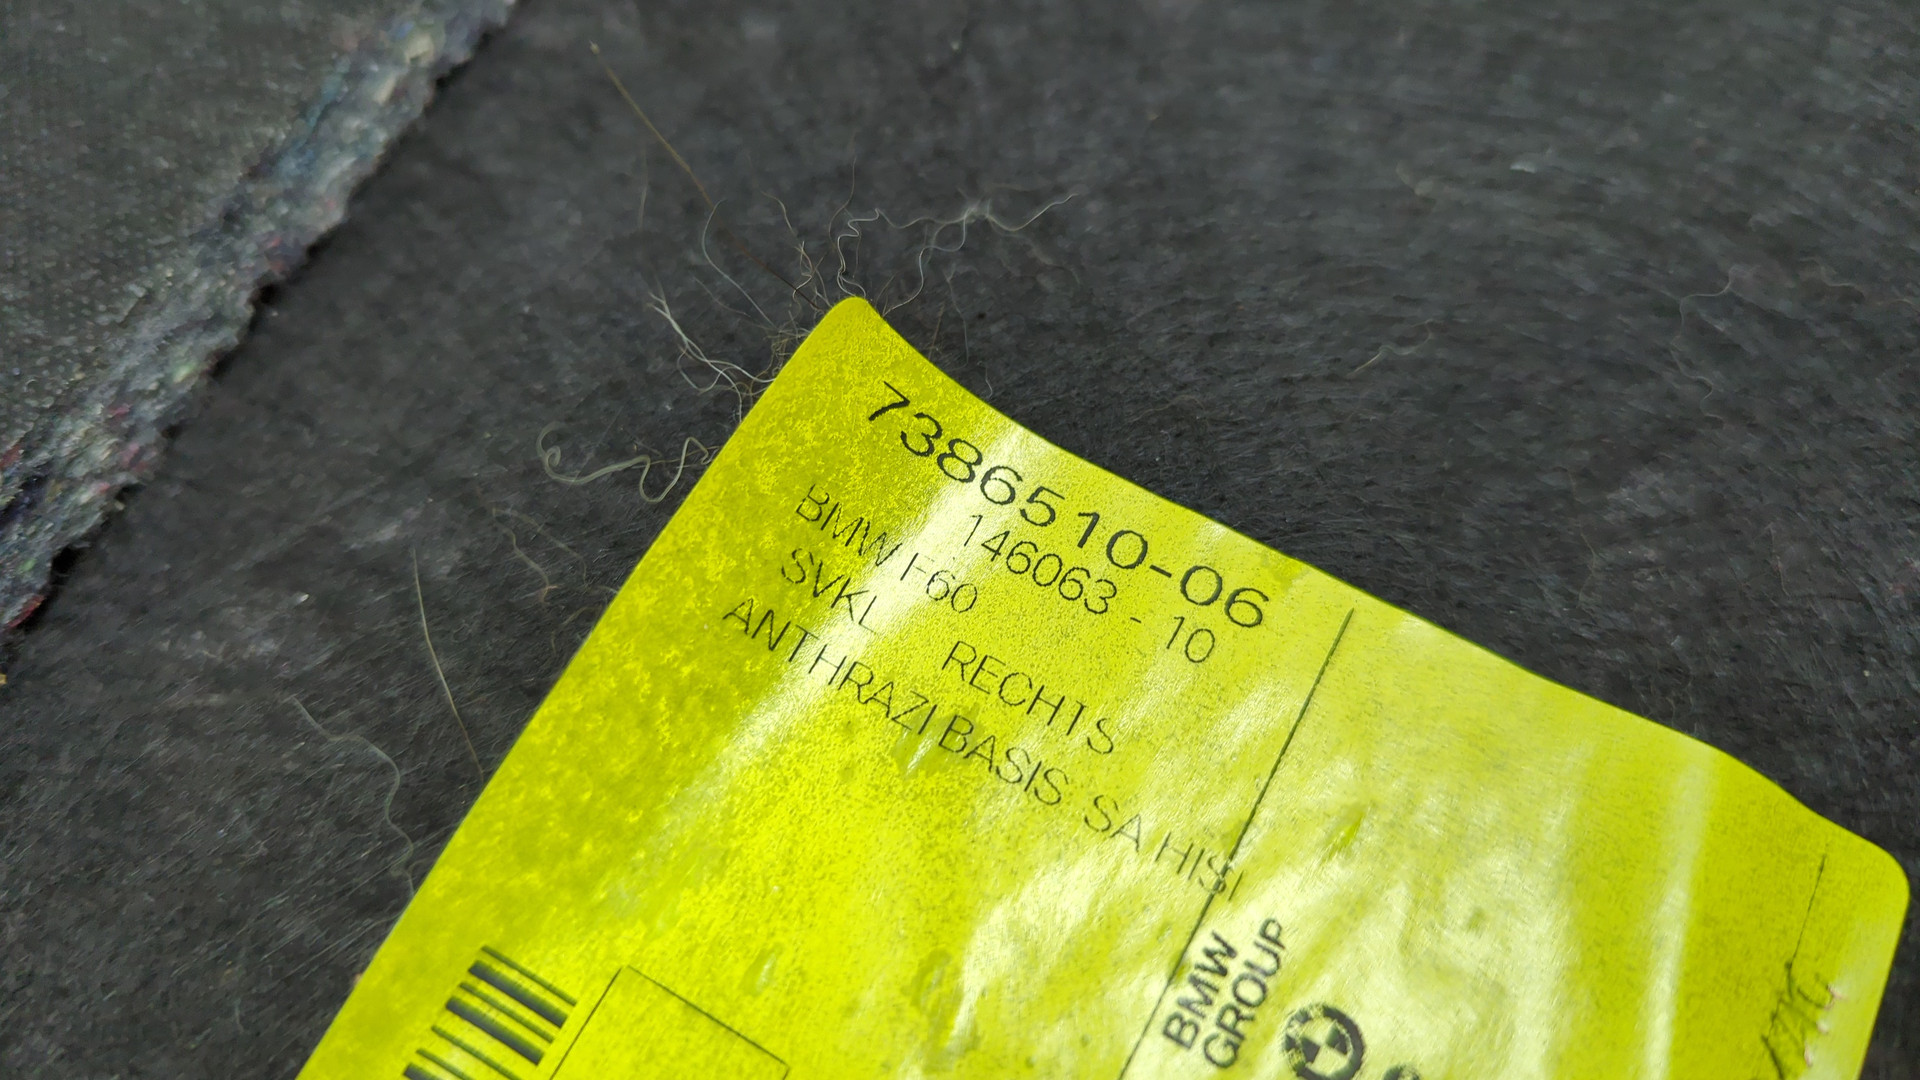 7386510-06
146063 - 10
BMW F60
SVKL RECHTS
ANTHRAZI BASIS SA HISI
BMW
GROUP